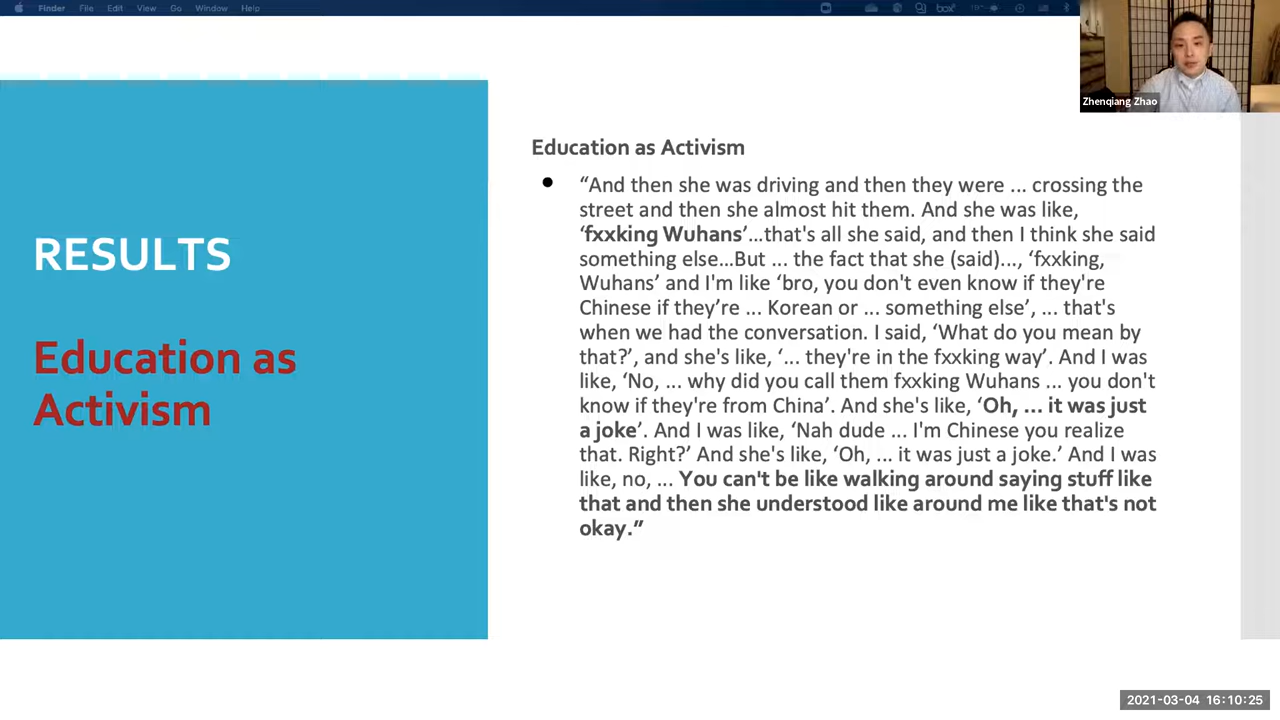 Finder File Edit View Go Window Help
box
Zhenqiang Zhao
RESULTS
Education as
Activism
Education as Activism
“And then she was driving and then they were ... crossing the
street and then she almost hit them. And she was like,
‘fxxking Wuhans’...that's all she said, and then I think she said
something else...But ... the fact that she (said)..., ‘fxxking,
Wuhans’ and I'm like ‘bro, you don't even know if they're
Chinese if they’re ... Korean or ... something else’, ... that's
when we had the conversation. I said, ‘What do you mean by
that?’, and she's like, ‘... they're in the fxxking way’. And I was
like, ‘No, ... why did you call them fxxking Wuhans ... you don't
know if they're from China’. And she's like, ‘Oh, ... it was just
a joke’. And I was like, ‘Nah dude ... I'm Chinese you realize
that. Right?’ And she's like, ‘Oh, ... it was just a joke.’ And I was
like, no, ... You can't be like walking around saying stuff like
that and then she understood like around me like that's not
okay.”
2021-03-04 16:10:25